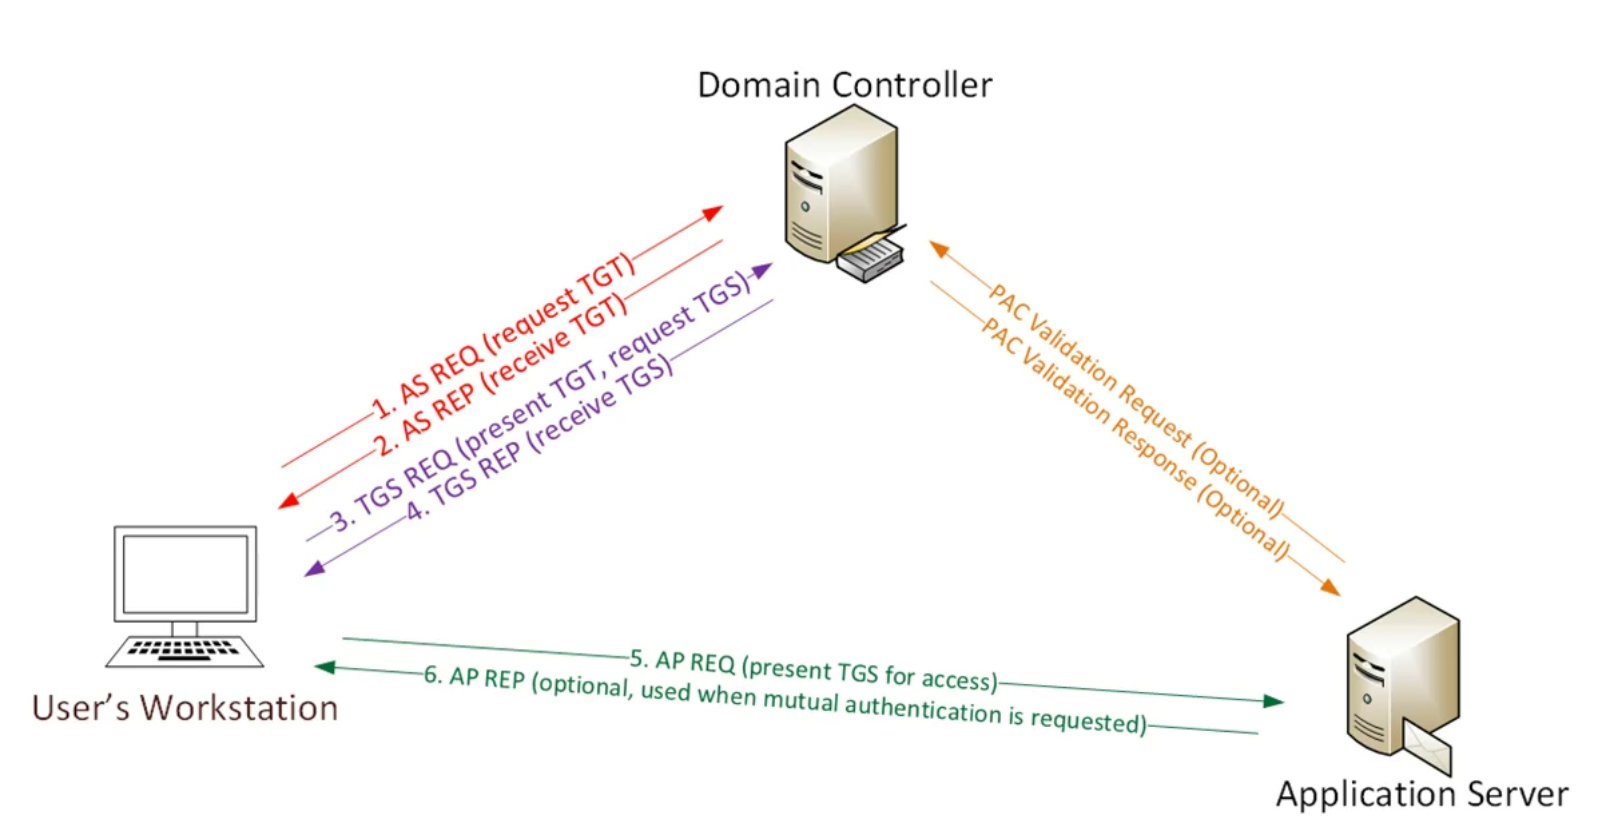 Domain Controller
1. AS REQ (request TGT)
2. AS REP (receive TGT)
3. TGS REQ (present TGT, request TGS)
4. TGS REP (receive TGS)
PAC Validation Request (Optional)
PAC Validation Response (Optional)
5. AP REQ (present TGS for access)
6. AP REP (optional, used when mutual authentication is requested)
User's Workstation
Application Server